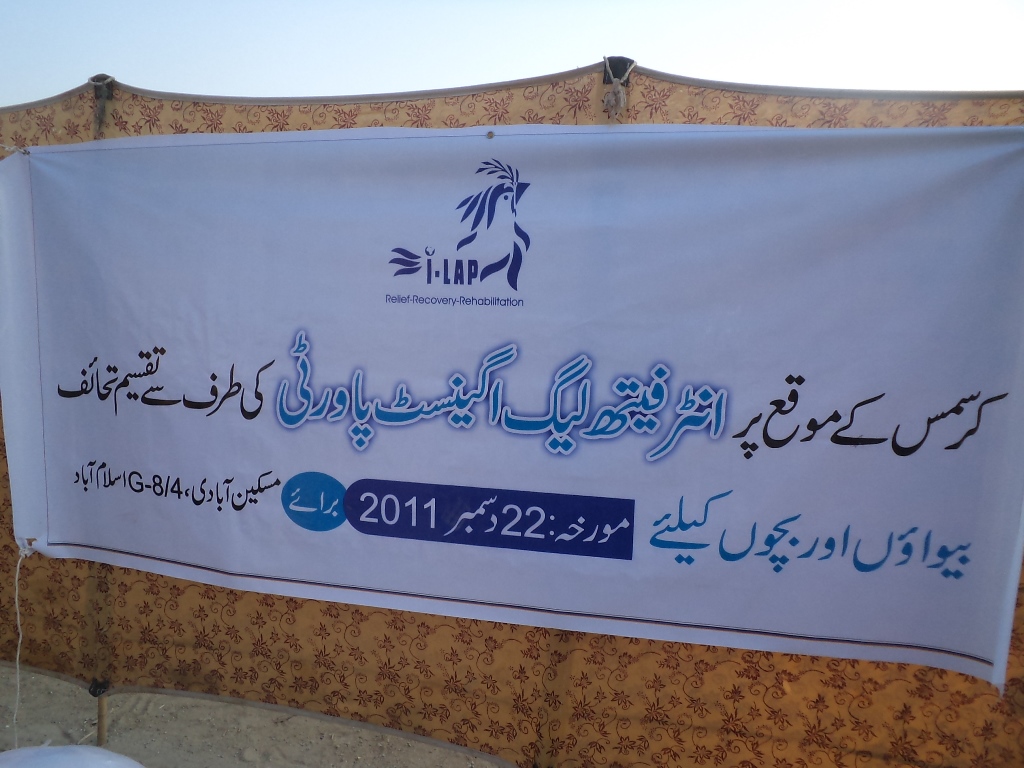 i-LAP
Relief-Recovery-Rehabilitation
کرسمس کے موقع پر انٹر فیتھ لیگ اگینسٹ پاورٹی کی طرف سے تقسیم تحائف
بیواؤں اور بچوں کیلئے مورخہ: 22 دسمبر 2011 برائے مسکین آبادی، G-8/4 اسلام آباد